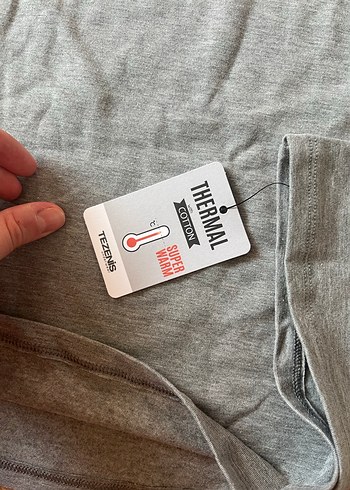 THERMAL
COTTON
SUPER
WARM
°C
TEZENIS